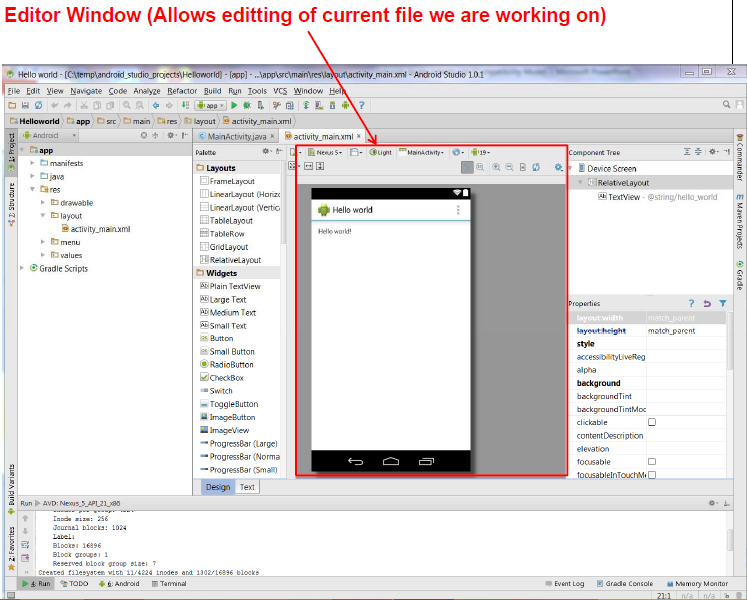 Editor Window (Allows editting of current file we are working on)
Hello world - [C:\temp\android_studio_projects\Helloworld] - [app] - ...\app\src\main\res\layout\activity_main.xml - Android Studio 1.0.1
File Edit View Navigate Code Analyze Refactor Build Run Tools VCS Window Help
app
Helloworld app src main res layout activity_main.xml
Android
MainActivity.java × activity_main.xml ×
1: Project
2: Structure
Build Variants
2: Favorites
app
manifests
java
res
drawable
layout
activity_main.xml
menu
values
Gradle Scripts
Palette
Layouts
FrameLayout
LinearLayout (Horizo
LinearLayout (Vertica
TableLayout
TableRow
GridLayout
RelativeLayout
Widgets
Plain TextView
Large Text
Medium Text
Small Text
Button
Small Button
RadioButton
CheckBox
Switch
ToggleButton
ImageButton
ImageView
ProgressBar (Large)
ProgressBar (Norma
ProgressBar (Small)
Design Text
Nexus 5 Light MainActivity 19
Hello world
Hello world!
Component Tree
Device Screen
RelativeLayout
TextView - @string/hello_world
Properties
layout:width match_parent
layout:height match_parent
style
accessibilityLiveReg
alpha
background
backgroundTint
backgroundTintMod
clickable
contentDescription
elevation
focusable
focusableInTouchM
Commander
Maven Projects
Gradle
Run AVD: Nexus_5_API_21_x86
Inode size: 256
Journal blocks: 1024
Label:
Blocks: 16896
Block groups: 1
Reserved block group size: 7
Created filesystem with 11/4224 inodes and 1302/16896 blocks
4: Run TODO 6: Android Terminal Event Log Gradle Console Memory Monitor
21:1 n/a n/a